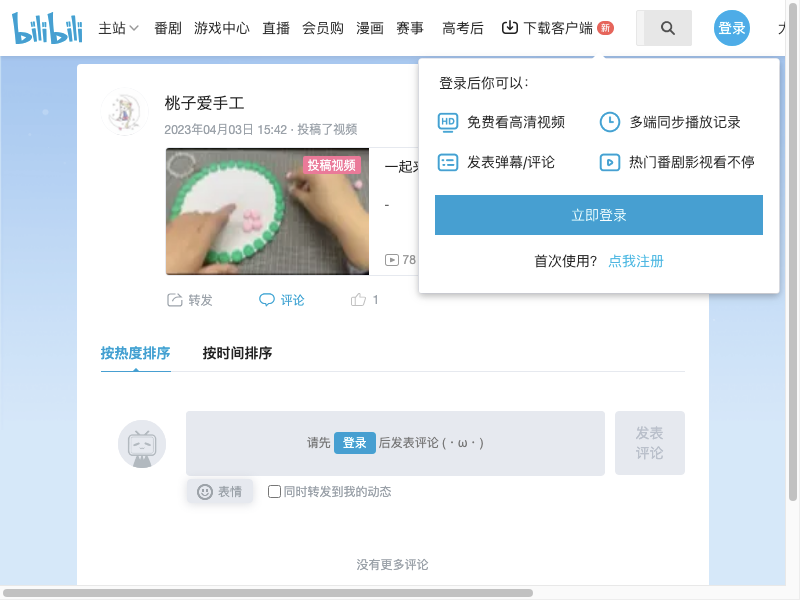 bilibili 主站 番剧 游戏中心 直播 会员购 漫画 赛事 高考后 下载客户端 新 登录
登录后你可以：
HD 免费看高清视频 多端同步播放记录
发表弹幕/评论 热门番剧影视看不停
立即登录
首次使用？ 点我注册
桃子爱手工
2023年04月03日 15:42 · 投稿了视频
投稿视频
一起
-
78
转发 评论 1
按热度排序 按时间排序
请先 登录 后发表评论 (・ω・)
发表
评论
表情 同时转发到我的动态
没有更多评论